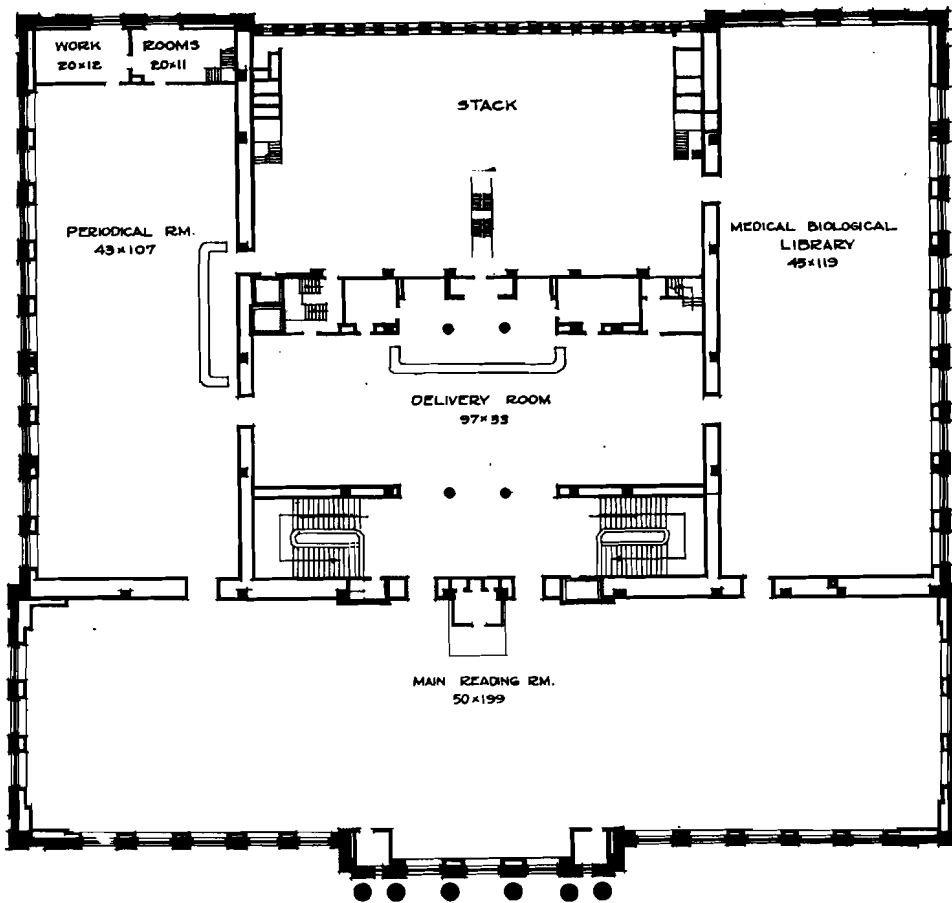 WORK
20×12
ROOMS
20×11
STACK
PERIODICAL RM.
43×107
MEDICAL BIOLOGICAL
LIBRARY
45×119
DELIVERY ROOM
97×33
MAIN READING RM.
50×199